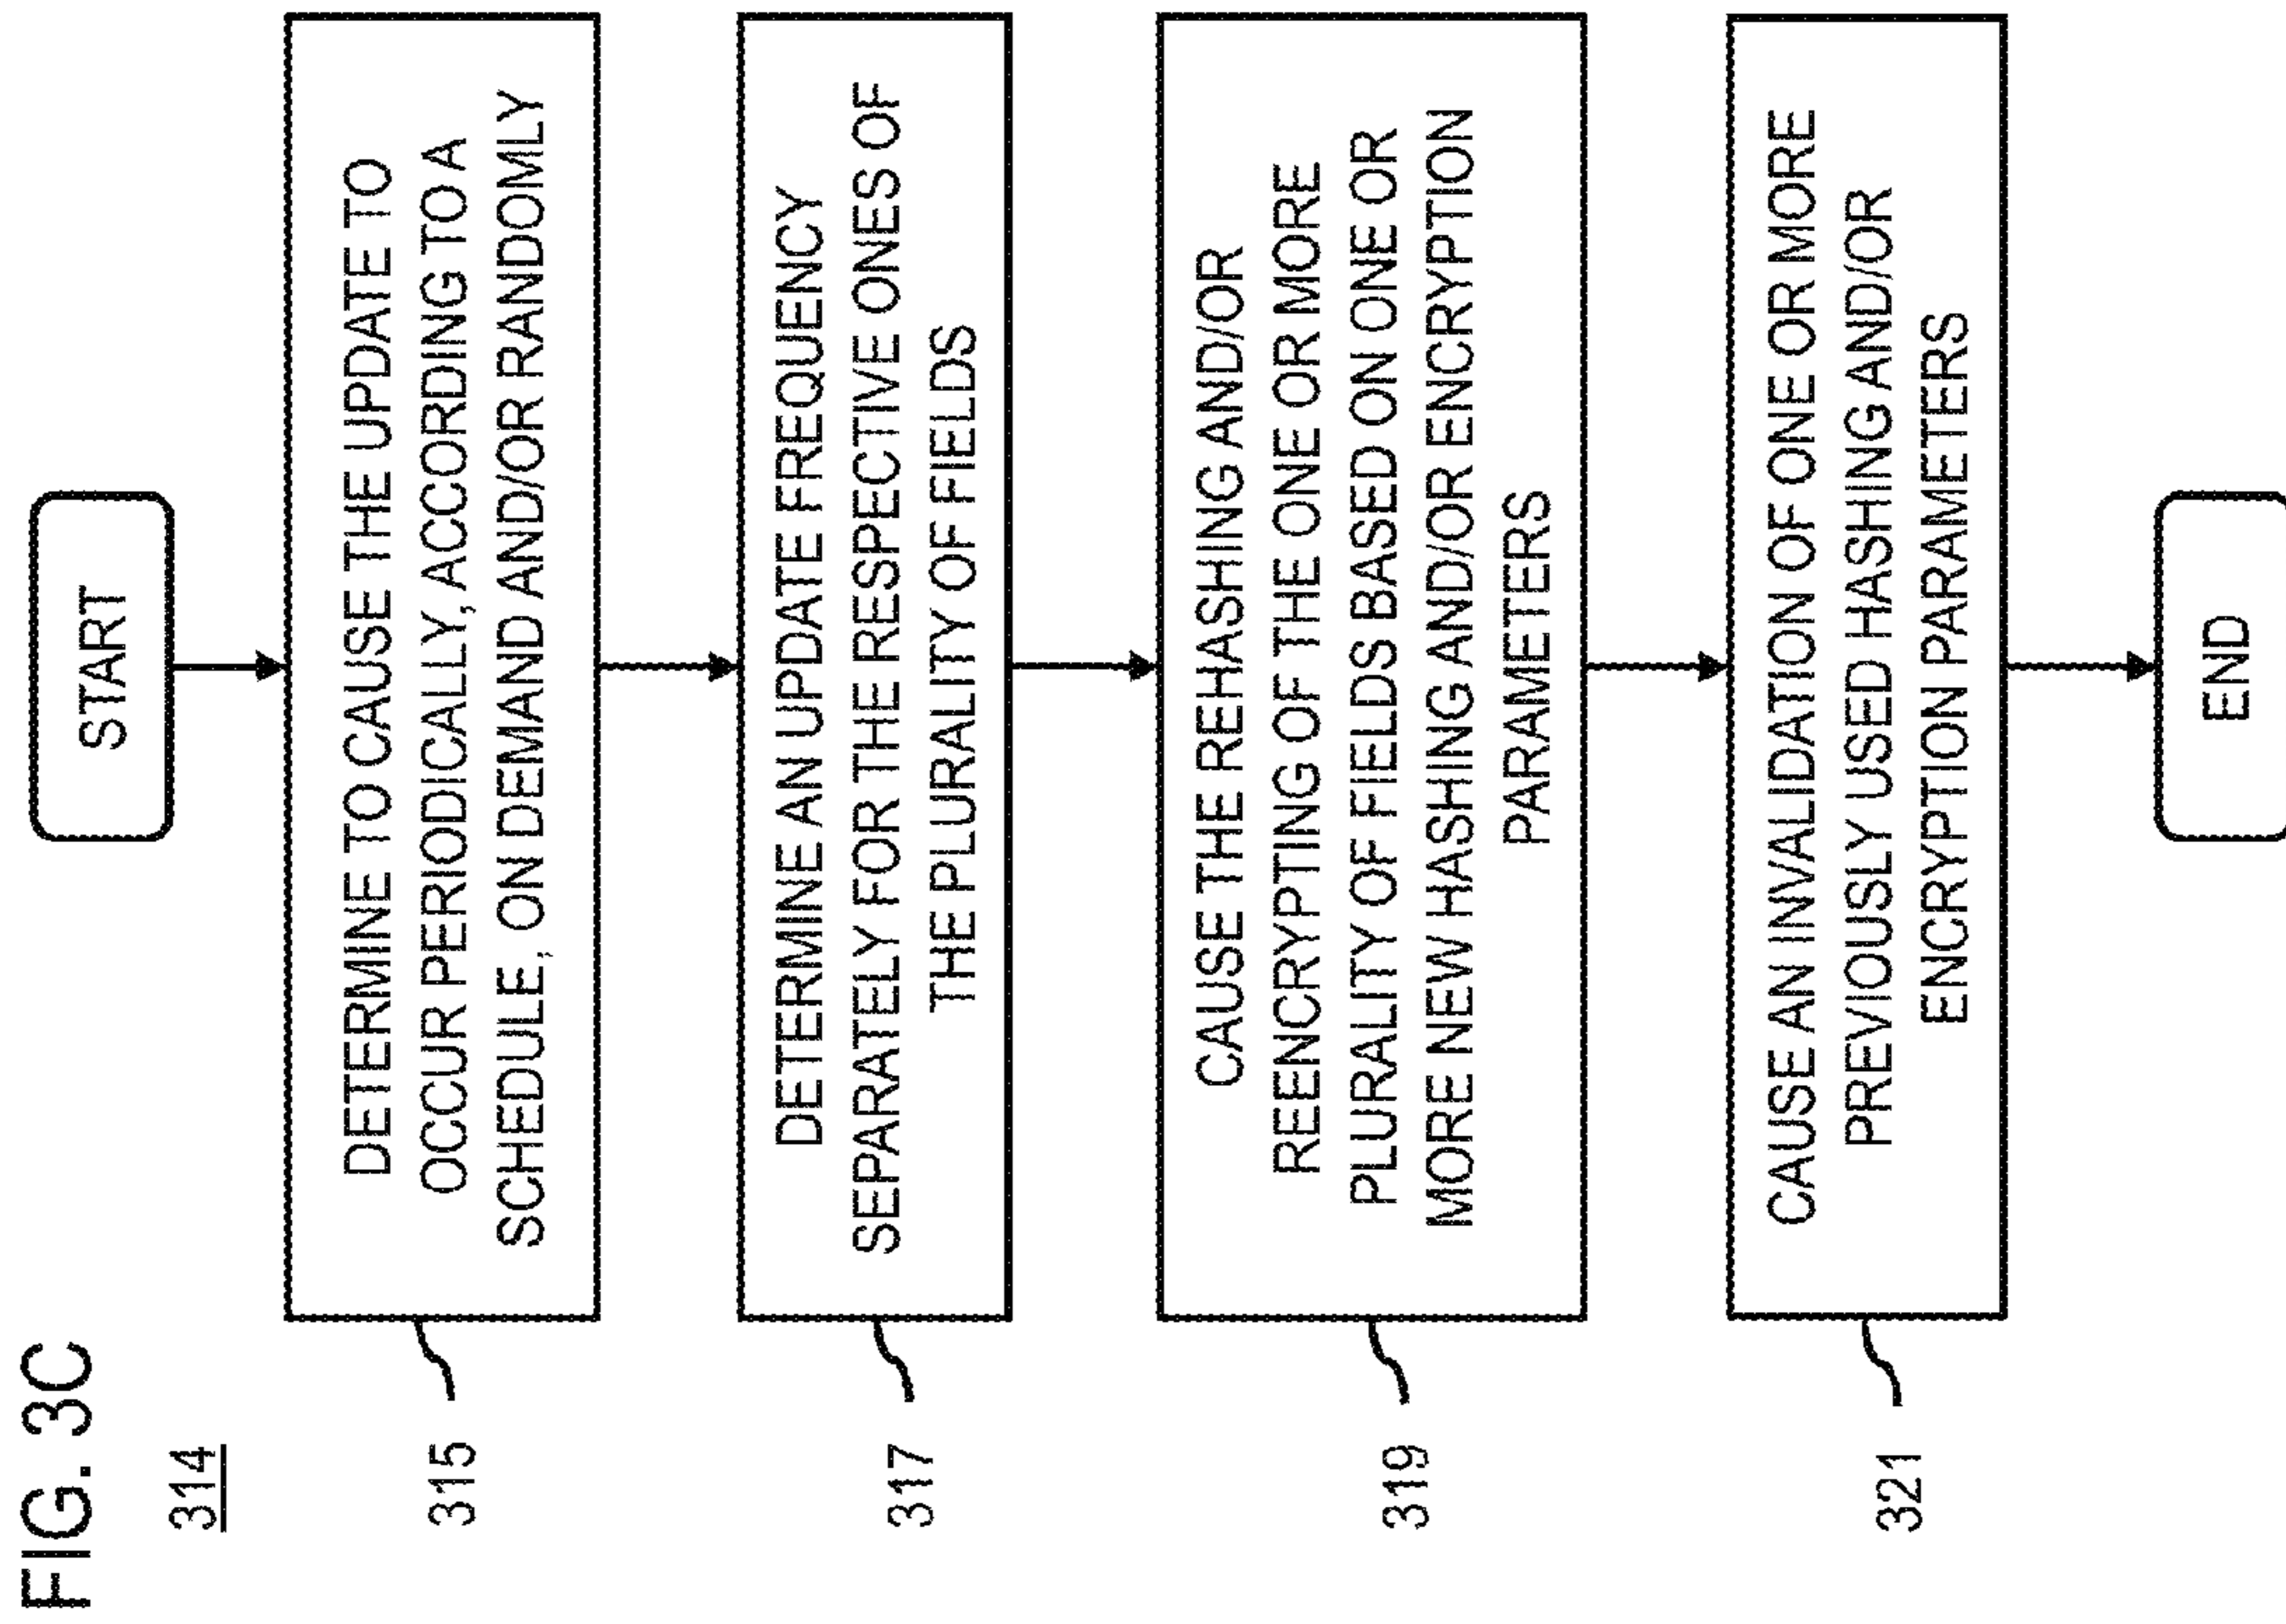 FIG. 3C
314
START
315
DETERMINE TO CAUSE THE UPDATE TO
OCCUR PERIODICALLY, ACCORDING TO A
SCHEDULE, ON DEMAND AND/OR RANDOMLY
317
DETERMINE AN UPDATE FREQUENCY
SEPARATELY FOR THE RESPECTIVE ONES OF
THE PLURALITY OF FIELDS
319
CAUSE THE REHASHING AND/OR
REENCRYPTING OF THE ONE OR MORE
PLURALITY OF FIELDS BASED ON ONE OR
MORE NEW HASHING AND/OR ENCRYPTION
PARAMETERS
321
CAUSE AN INVALIDATION OF ONE OR MORE
PREVIOUSLY USED HASHING AND/OR
ENCRYPTION PARAMETERS
END